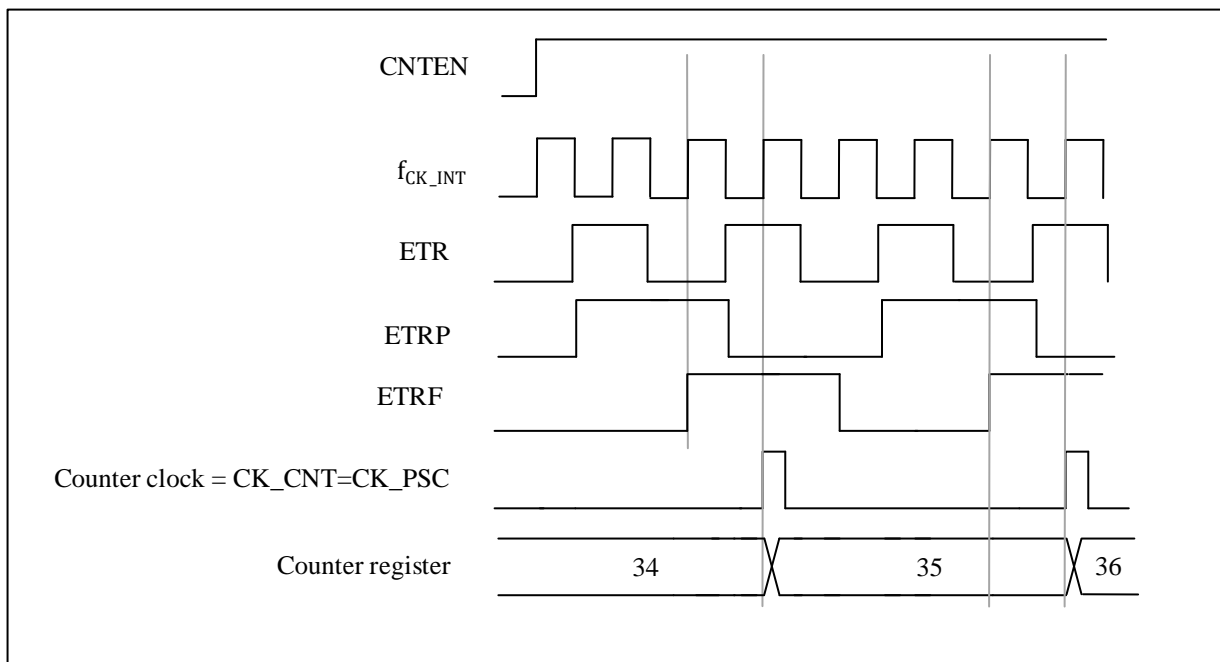 CNTEN
fCK_INT
ETR
ETRP
ETRF
Counter clock = CK_CNT=CK_PSC
Counter register
34
35
36